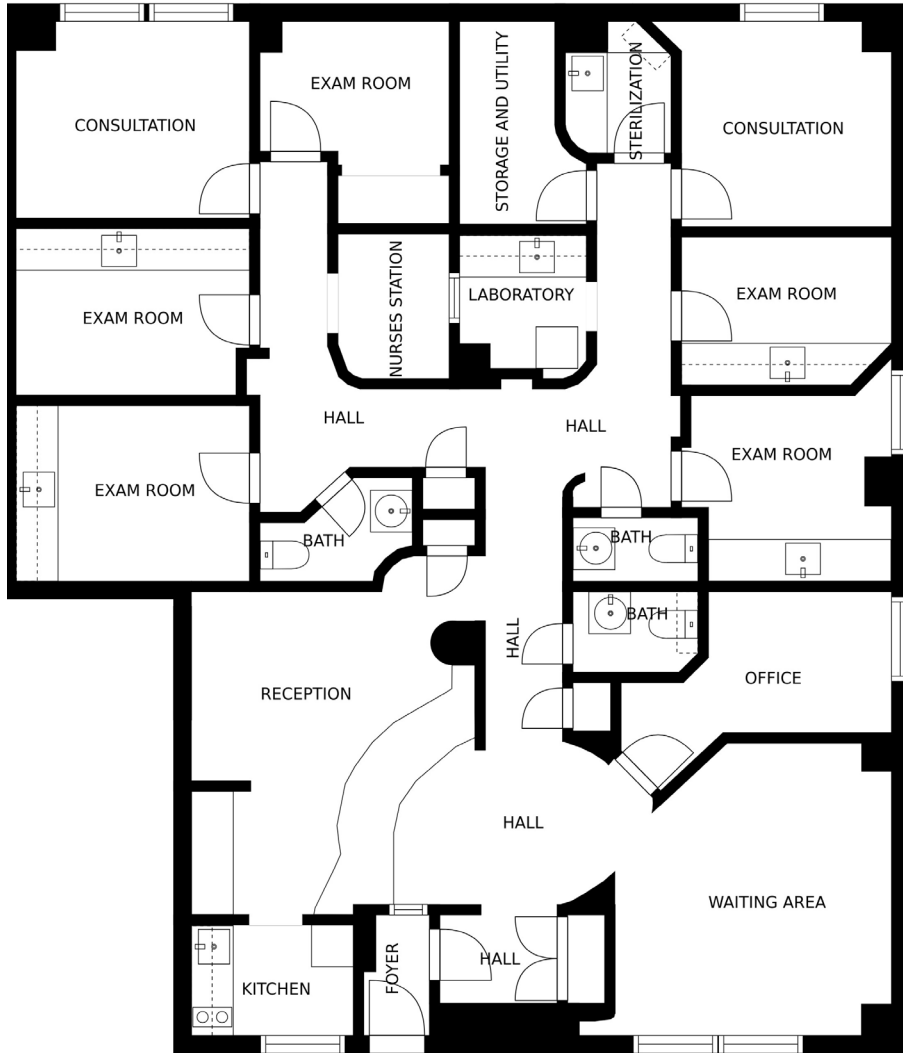 EXAM ROOM
STORAGE AND UTILITY
STERILIZATION
CONSULTATION
CONSULTATION
NURSES STATION
LABORATORY
EXAM ROOM
EXAM ROOM
HALL
HALL
EXAM ROOM
EXAM ROOM
BATH
BATH
HALL
BATH
OFFICE
RECEPTION
HALL
WAITING AREA
HALL
FOYER
KITCHEN